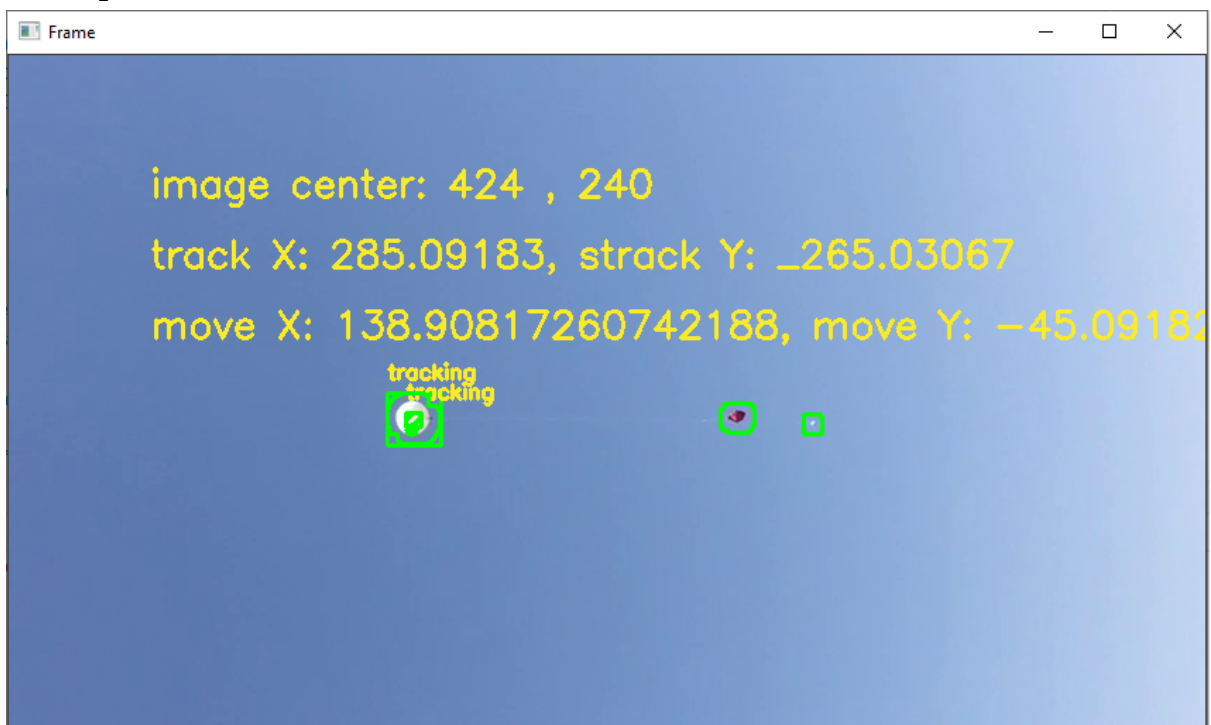 Frame
image center: 424 , 240
track X: 285.09183, strack Y: _265.03067
move X: 138.90817260742188, move Y: -45.09182
tracking
tracking